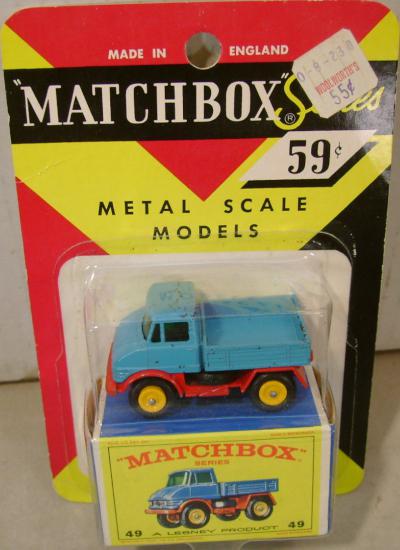 MADE IN ENGLAND
"MATCHBOX" Series
®
WOOLWORTH'S
55¢
59¢
METAL SCALE
MODELS
"MATCHBOX"
SERIES
49 A LESNEY PRODUCT 49